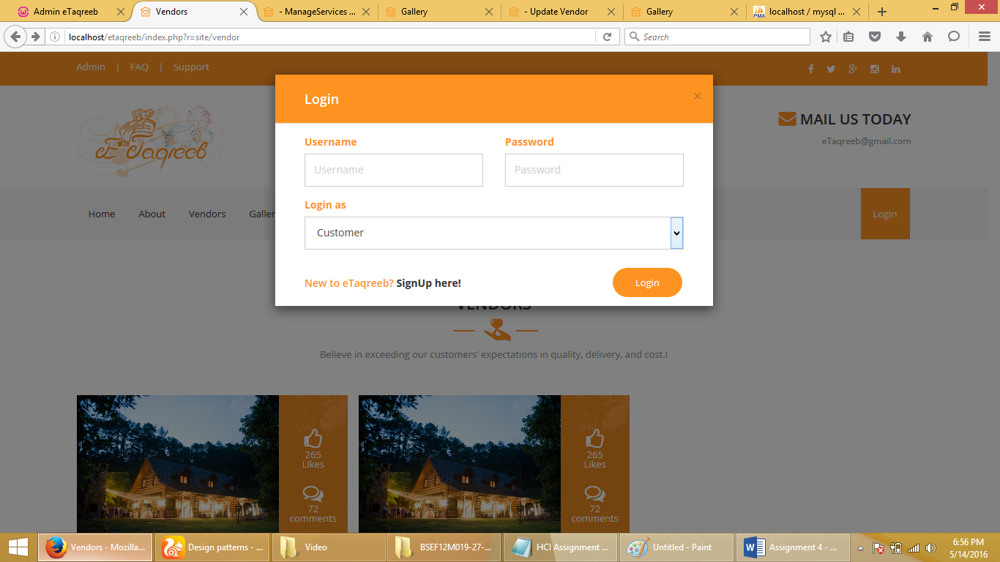 Admin eTaqreeb
Vendors
- ManageServices ...
Gallery
- Update Vendor
Gallery
PMA
localhost / mysql ...
localhost/etaqreeb/index.php?r=site/vendor
Search
Admin | FAQ | Support
eTaqreeb
MAIL US TODAY
eTaqreeb@gmail.com
Home About Vendors Galler
Login
Login
×
Username Password
Username Password
Login as
Customer
New to eTaqreeb? SignUp here!
Login
VENDORS
Believe in exceeding our customers’ expectations in quality, delivery, and cost.!
265
Likes
72
comments
265
Likes
72
comments
Vendors - Mozilla...
Design patterns - ...
Video
BSEF12M019-27-...
HCI Assignment ...
Untitled - Paint
Assignment 4 - ...
6:56 PM
5/14/2016